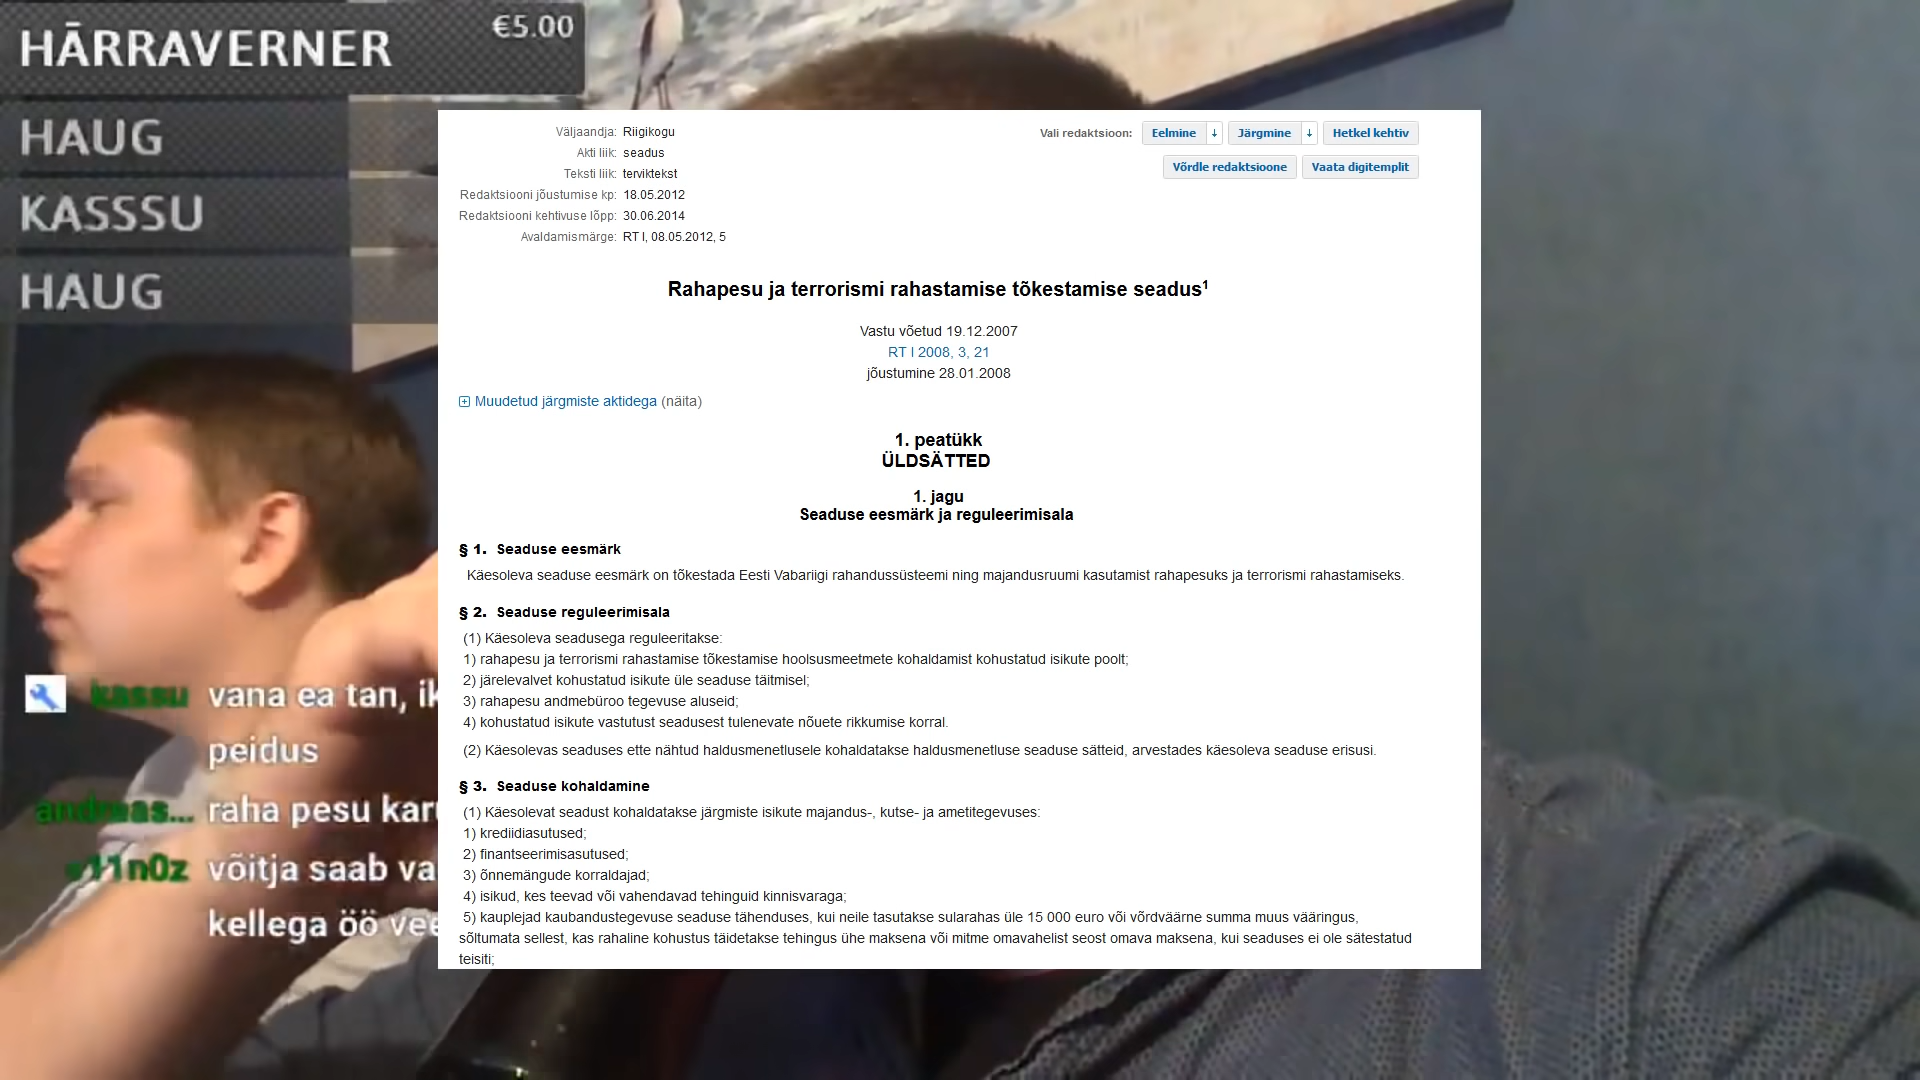 HÄRRAVERNER
€5.00
HAUG
KASSSU
HAUG
Väljaandja: Riigikogu
Akti liik: seadus
Teksti liik: terviktekst
Redaktsiooni jõustumise kp: 18.05.2012
Redaktsiooni kehtivuse lõpp: 30.06.2014
Avaldamismärge: RT I, 08.05.2012, 5
Vali redaktsioon: Eelmine ↓ Järgmine ↓ Hetkel kehtiv
Võrdle redaktsioone Vaata digitemplit
Rahapesu ja terrorismi rahastamise tõkestamise seadus¹
Vastu võetud 19.12.2007
RT I 2008, 3, 21
jõustumine 28.01.2008
Muudetud järgmiste aktidega (näita)
1. peatükk
ÜLDSÄTTED
1. jagu
Seaduse eesmärk ja reguleerimisala
§ 1. Seaduse eesmärk
Käesoleva seaduse eesmärk on tõkestada Eesti Vabariigi rahandussüsteemi ning majandusruumi kasutamist rahapesuks ja terrorismi rahastamiseks.
§ 2. Seaduse reguleerimisala
(1) Käesoleva seadusega reguleeritakse:
1) rahapesu ja terrorismi rahastamise tõkestamise hoolsusmeetmete kohaldamist kohustatud isikute poolt;
2) järelevalvet kohustatud isikute üle seaduse täitmisel;
3) rahapesu andmebüroo tegevuse aluseid;
4) kohustatud isikute vastutust seadusest tulenevate nõuete rikkumise korral.
(2) Käesolevas seaduses ette nähtud haldusmenetlusele kohaldatakse haldusmenetluse seaduse sätteid, arvestades käesoleva seaduse erisusi.
§ 3. Seaduse kohaldamine
(1) Käesolevat seadust kohaldatakse järgmiste isikute majandus-, kutse- ja ametitegevuses:
1) krediidiasutused;
2) finantseerimisasutused;
3) õnnemängude korraldajad;
4) isikud, kes teevad või vahendavad tehinguid kinnisvaraga;
5) kauplejad kaubandustegevuse seaduse tähenduses, kui neile tasutakse sularahas üle 15 000 euro või võrdväärne summa muus vääringus,
sõltumata sellest, kas rahaline kohustus täidetakse tehingus ühe maksena või mitme omavahelist seost omava maksena, kui seaduses ei ole sätestatud
teisiti;
kassu vana ea tan, ik
peidus
andreas... raha pesu karu
v11n0z võitja saab va
kellega öö vee